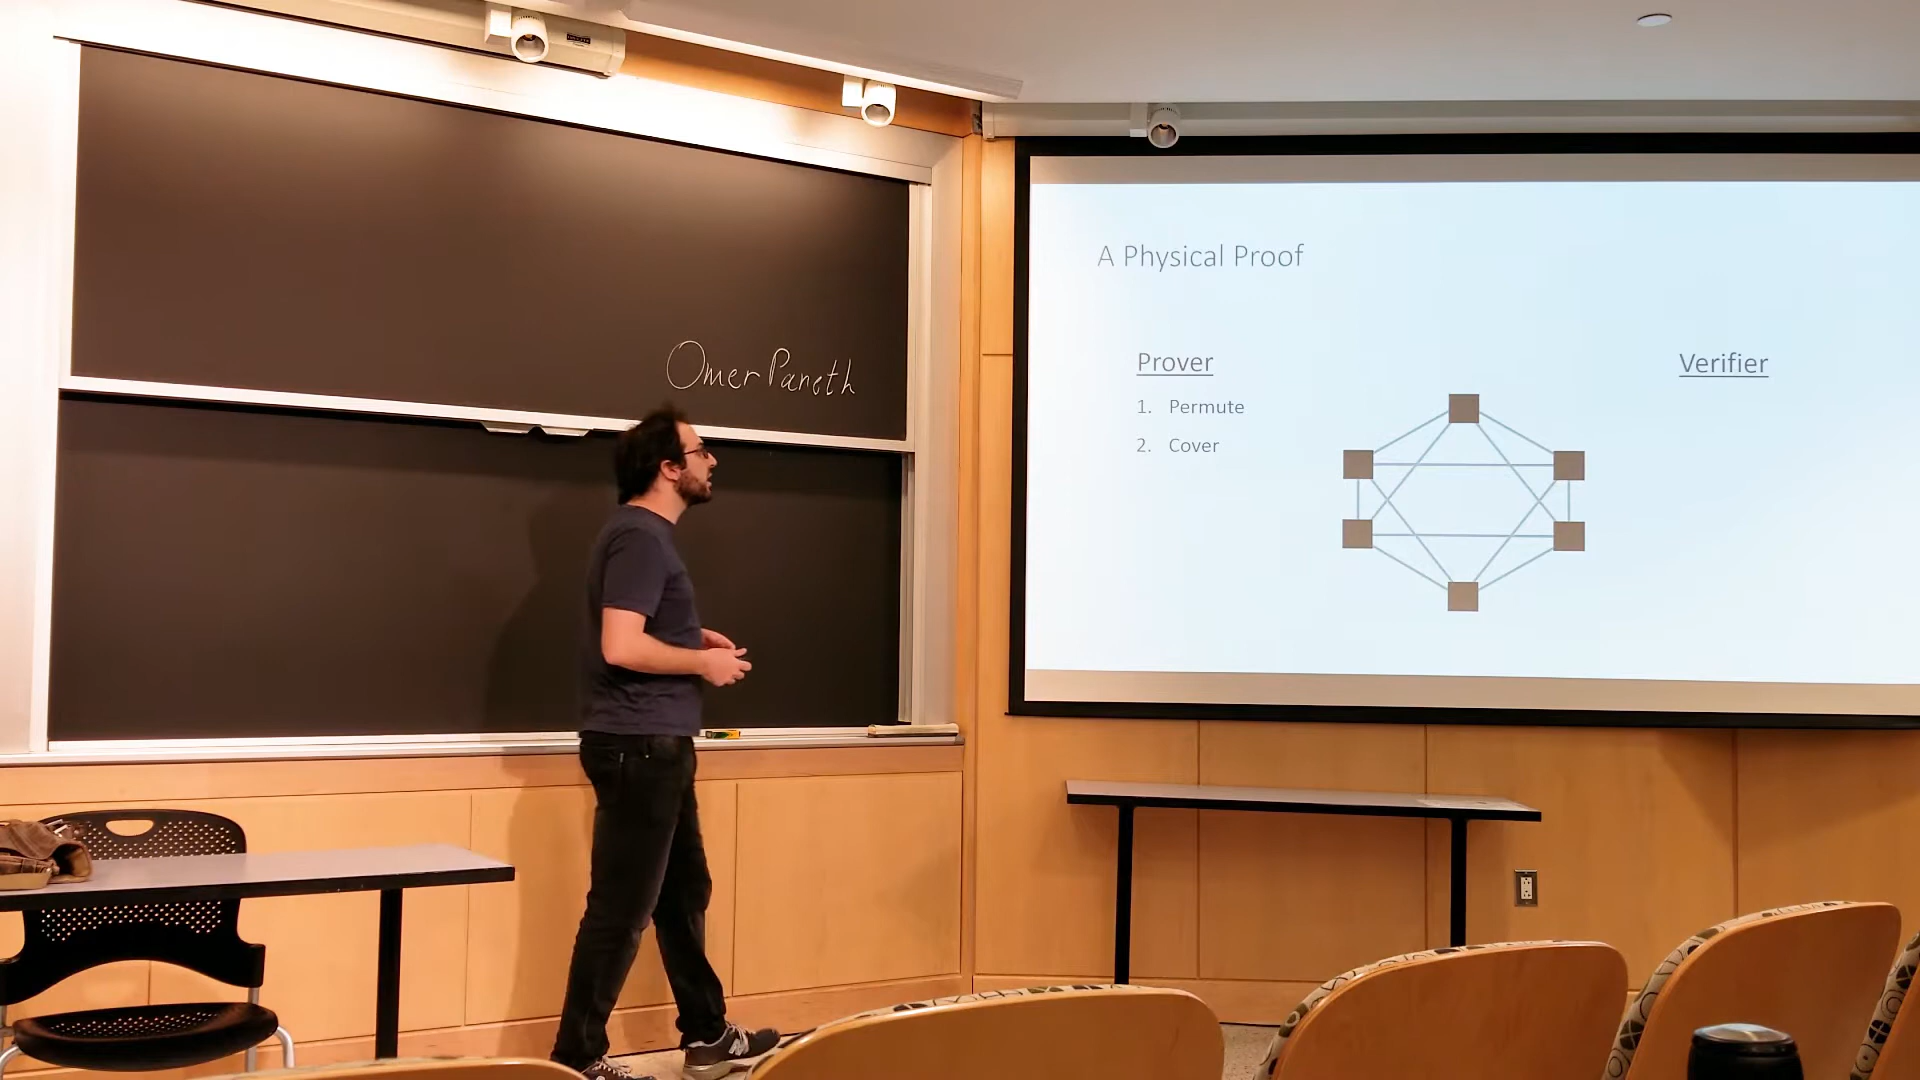 Omer Paneth
A Physical Proof
Prover
1. Permute
2. Cover
Verifier